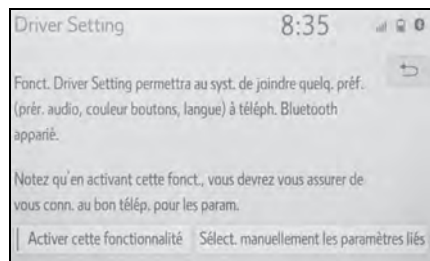 Driver Setting 8:35
Fonct. Driver Setting permettra au syst. de joindre quelq. préf.
(prér. audio, couleur boutons, langue) à téléph. Bluetooth
apparié.
Notez qu'en activant cette fonct., vous devrez vous assurer de
vous conn. au bon télép. pour les param.
Activer cette fonctionnalité Sélect. manuellement les paramètres liés